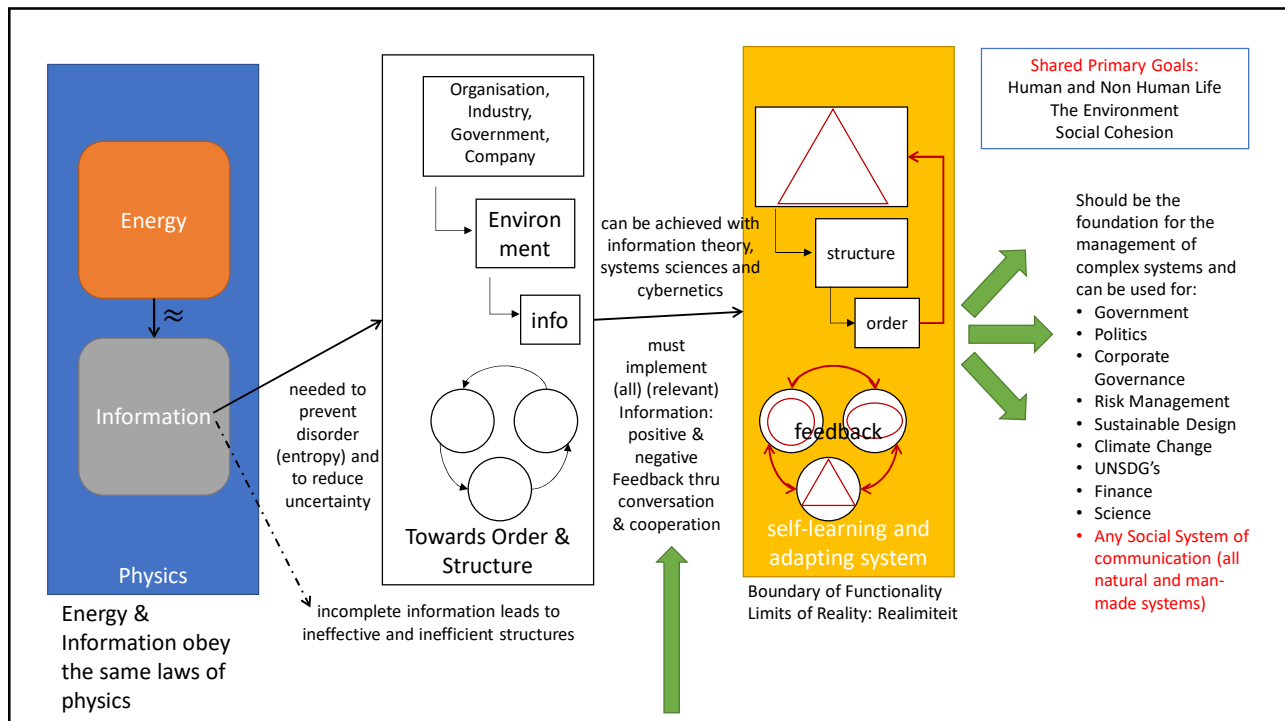 Energy
≈
Information
Physics
Energy &
Information obey
the same laws of
physics
needed to
prevent
disorder
(entropy) and
to reduce
uncertainty
incomplete information leads to
ineffective and inefficient structures
Organisation,
Industry,
Government,
Company
Environ
ment
info
Towards Order &
Structure
can be achieved with
information theory,
systems sciences and
cybernetics
must
implement
(all) (relevant)
Information:
positive &
negative
Feedback thru
conversation
& cooperation
structure
order
feedback
self-learning and
adapting system
Boundary of Functionality
Limits of Reality: Realimiteit
Shared Primary Goals:
Human and Non Human Life
The Environment
Social Cohesion
Should be the
foundation for the
management of
complex systems and
can be used for:
• Government
• Politics
• Corporate
Governance
• Risk Management
• Sustainable Design
• Climate Change
• UNSDG's
• Finance
• Science
• Any Social System of
communication (all
natural and man-
made systems)